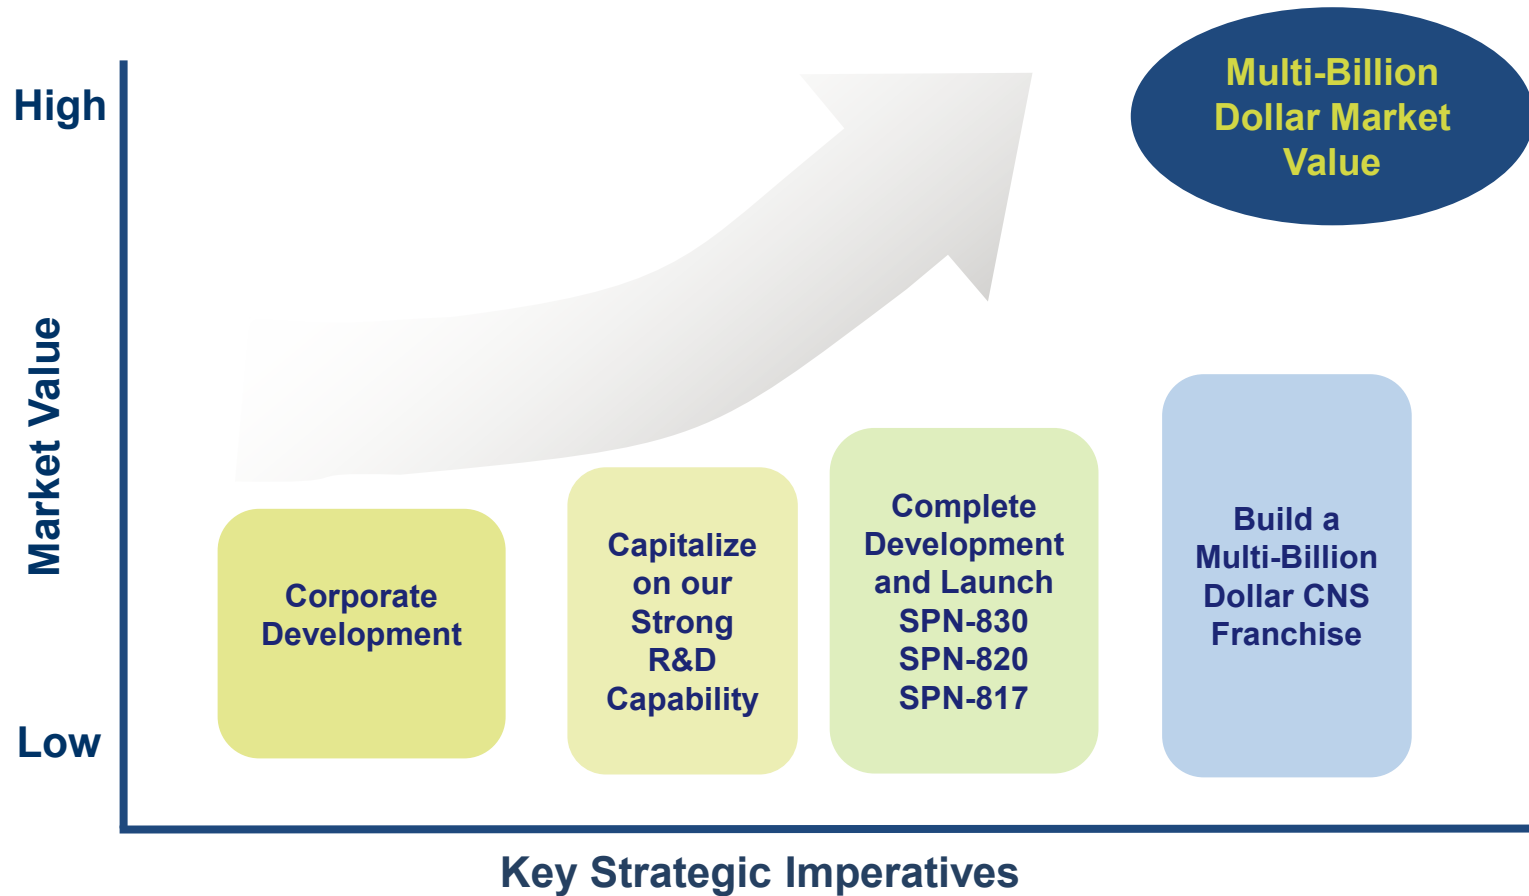 High
Market Value
Low
Multi-Billion
Dollar Market
Value
Corporate
Development
Capitalize
on our
Strong
R&D
Capability
Complete
Development
and Launch
SPN-830
SPN-820
SPN-817
Build a
Multi-Billion
Dollar CNS
Franchise
Key Strategic Imperatives